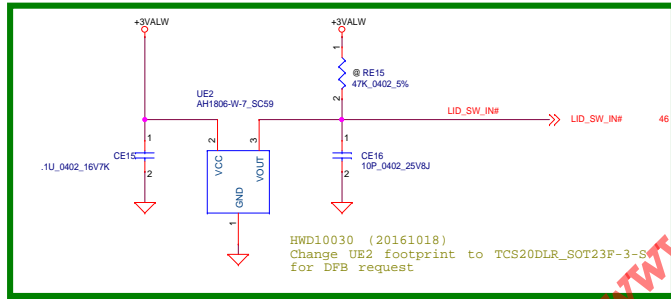 +3VALW
+3VALW
1
@ RE15
47K_0402_5%
2
UE2
AH1806-W-7_SC59
LID_SW_IN#
LID_SW_IN# 46
2
3
1
CE15
.1U_0402_16V7K
2
VCC
VOUT
GND
1
1
CE16
10P_0402_25V8J
2
HWD10030 (20161018)
Change UE2 footprint to TCS20DLR_SOT23F-3-S
for DFB request